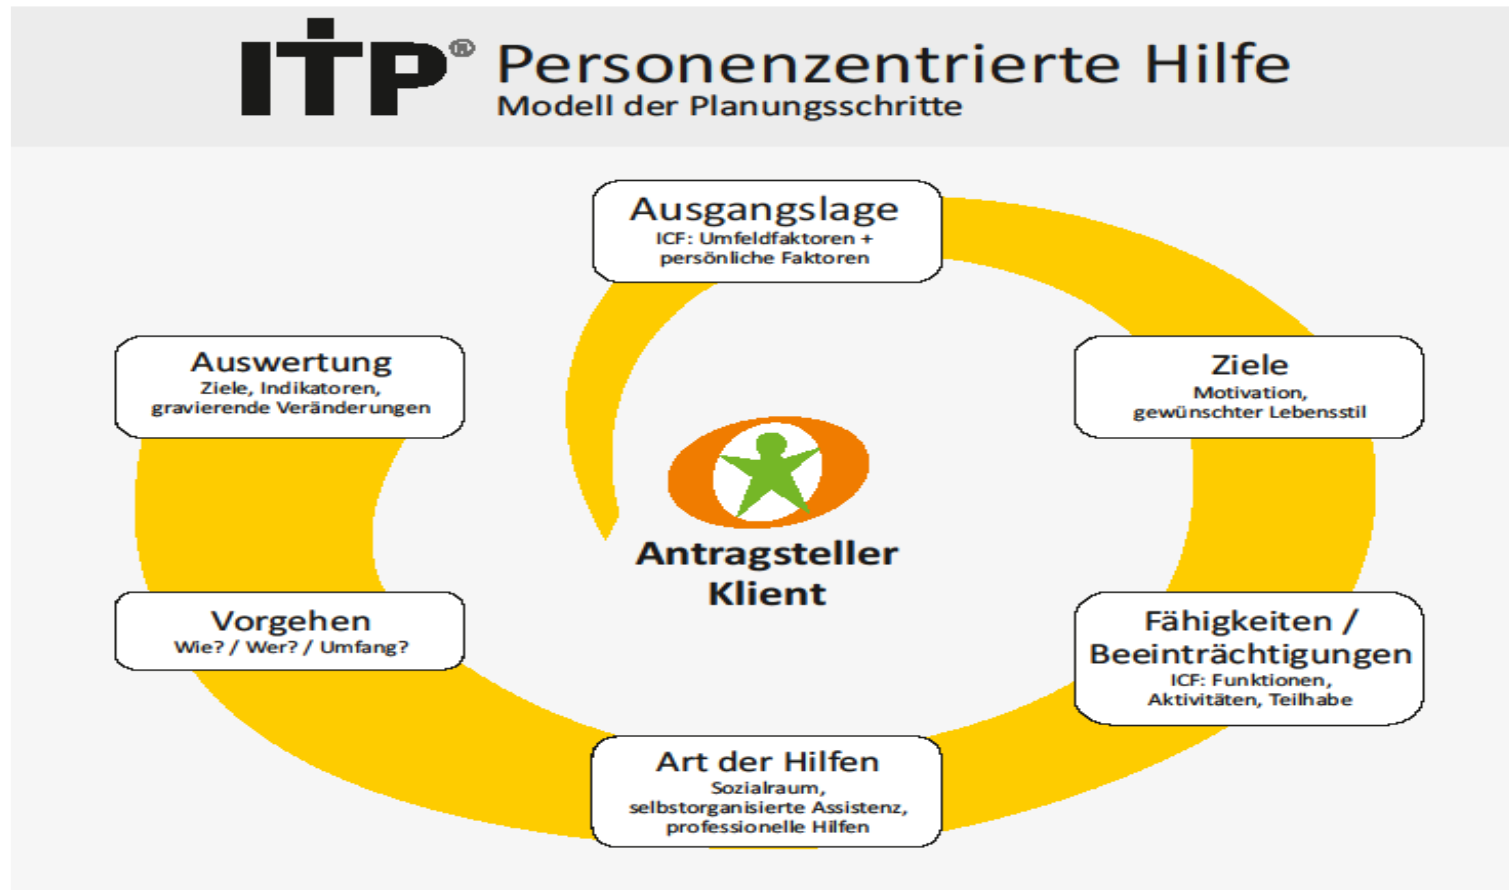 ITP® Personenzentrierte Hilfe
Modell der Planungsschritte
Ausgangslage
ICF: Umfeldfaktoren +
persönliche Faktoren
Ziele
Motivation,
gewünschter Lebensstil
Fähigkeiten /
Beeinträchtigungen
ICF: Funktionen,
Aktivitäten, Teilhabe
Art der Hilfen
Sozialraum,
selbstorganisierte Assistenz,
professionelle Hilfen
Vorgehen
Wie? / Wer? / Umfang?
Auswertung
Ziele, Indikatoren,
gravierende Veränderungen
Antragsteller
Klient